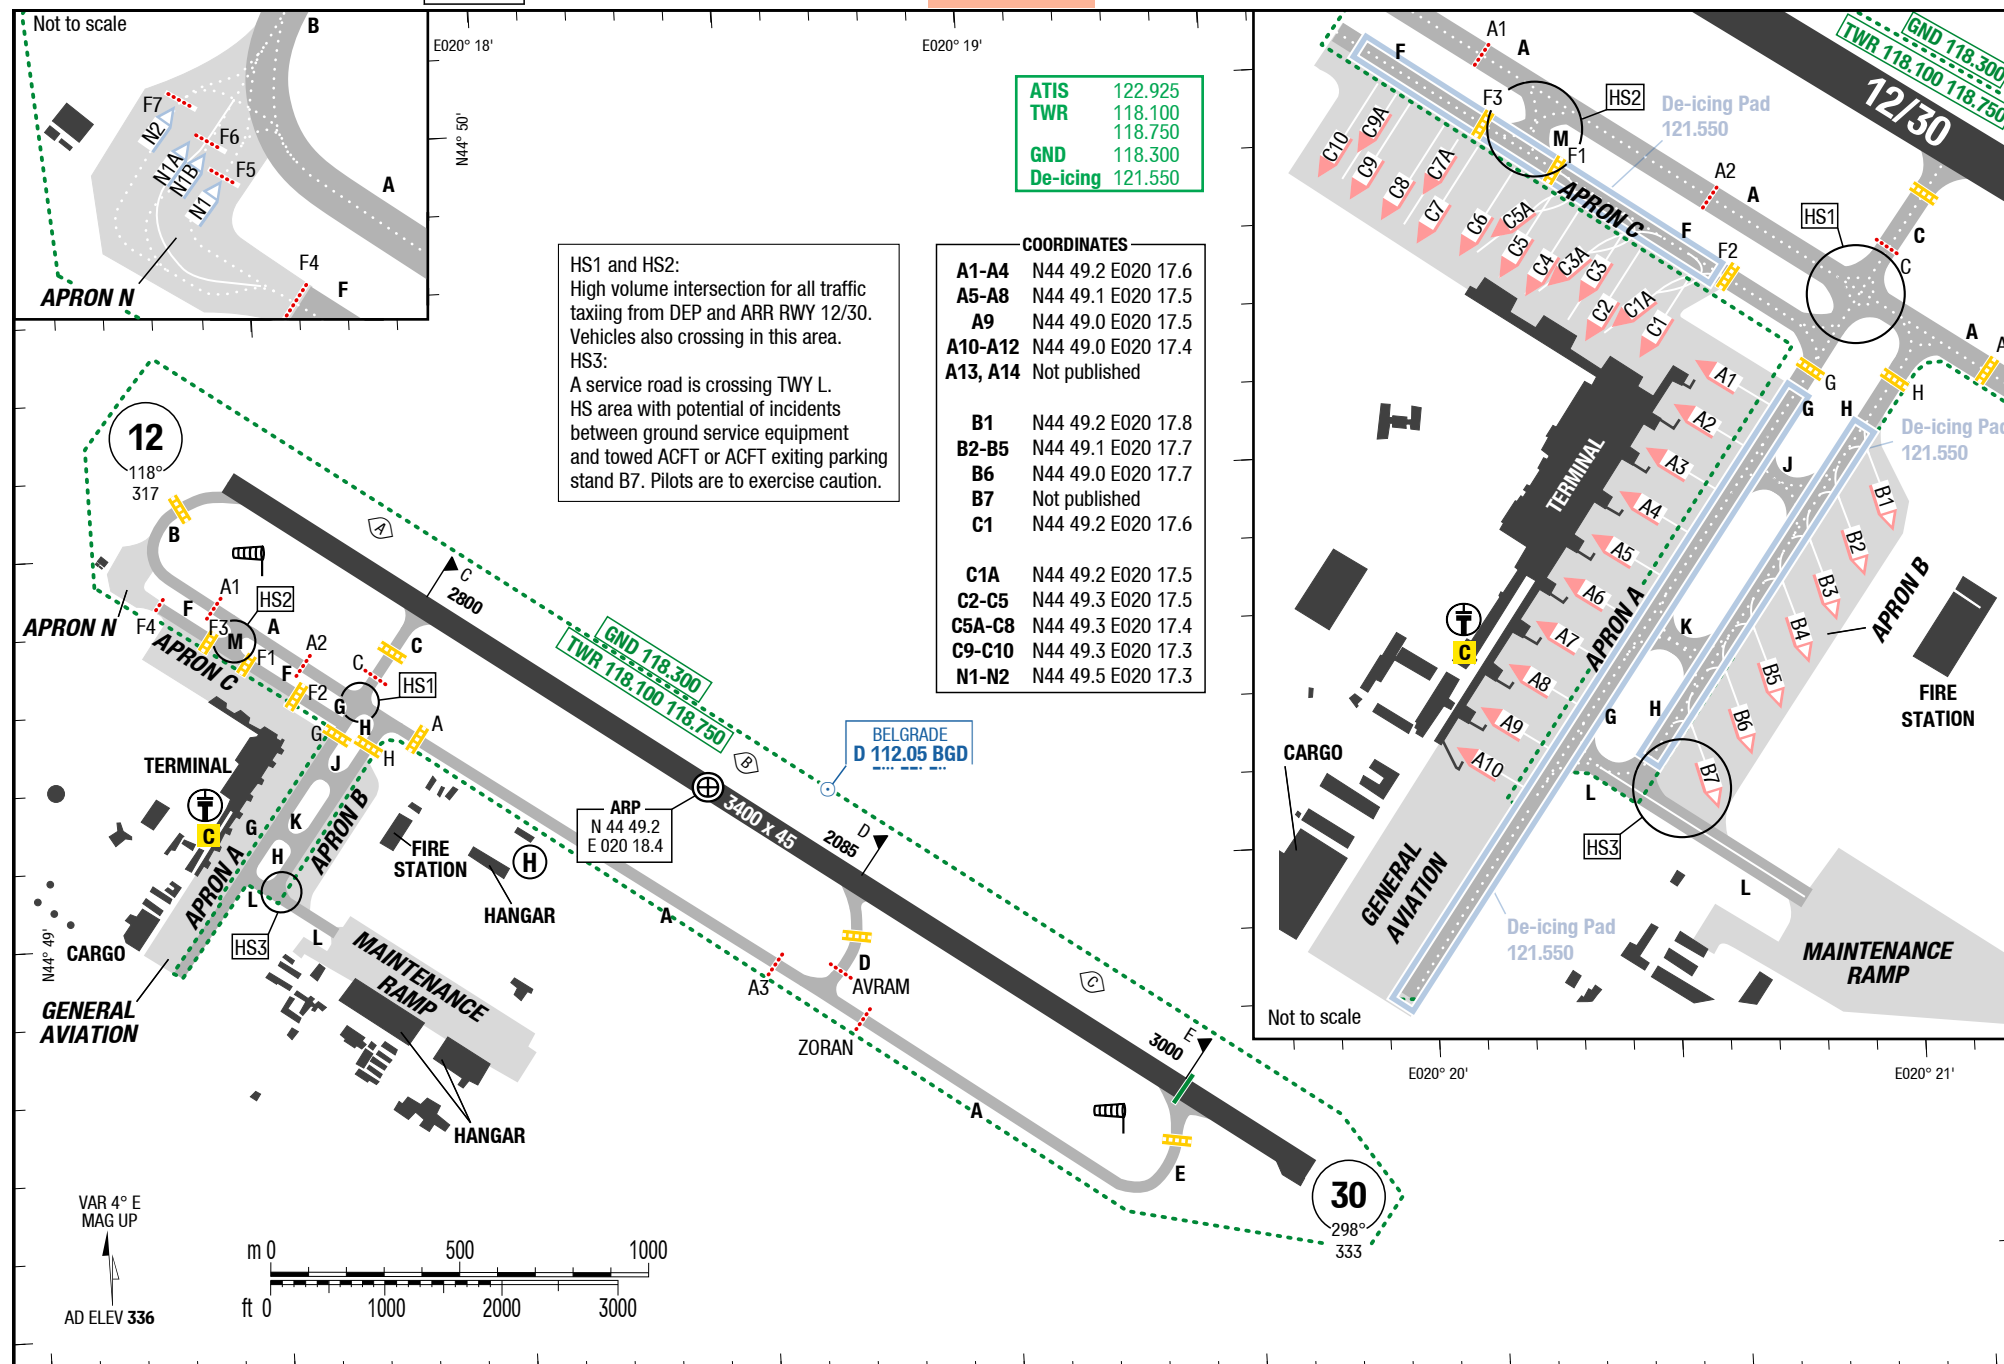 Not to scale
B
F7
N2
F6
N1A
N1B
F5
N1
A
F4
F
APRON N
E020° 18'
E020° 19'
N44° 50'
ATIS 122.925
TWR 118.100
118.750
GND 118.300
De-icing 121.550
HS1 and HS2:
High volume intersection for all traffic
taxiing from DEP and ARR RWY 12/30.
Vehicles also crossing in this area.
HS3:
A service road is crossing TWY L.
HS area with potential of incidents
between ground service equipment
and towed ACFT or ACFT exiting parking
stand B7. Pilots are to exercise caution.
COORDINATES
A1-A4 N44 49.2 E020 17.6
A5-A8 N44 49.1 E020 17.5
A9 N44 49.0 E020 17.5
A10-A12 N44 49.0 E020 17.4
A13, A14 Not published
B1 N44 49.2 E020 17.8
B2-B5 N44 49.1 E020 17.7
B6 N44 49.0 E020 17.7
B7 Not published
C1 N44 49.2 E020 17.6
C1A N44 49.2 E020 17.5
C2-C5 N44 49.3 E020 17.5
C5A-C8 N44 49.3 E020 17.4
C9-C10 N44 49.3 E020 17.3
N1-N2 N44 49.5 E020 17.3
12
118°
317
B
A
C
2800
F
A1
HS2
APRON N
F4
F3
M
A
A2
C
C
APRON C
F1
F
F2
HS1
G
H
A
G
H
GND 118.300
TWR 118.100 118.750
BELGRADE
D 112.05 BGD
B
ARP
N 44 49.2
E 020 18.4
3400 x 45
D
2085
TERMINAL
C
J
K
G
H
APRON B
APRON A
FIRE
STATION
H
HANGAR
L
HS3
L
CARGO
N44° 49'
GENERAL
AVIATION
MAINTENANCE
RAMP
HANGAR
A
A3
D
AVRAM
ZORAN
C
E
3000
A
E
30
298°
333
VAR 4° E
MAG UP
AD ELEV 336
m 0 500 1000
ft 0 1000 2000 3000
F
A1
A
F3
HS2
De-icing Pad
121.550
M
F1
12/30
GND 118.300
TWR 118.100 118.750
C10
C9A
C9
C8
C7A
C7
C6
C5A
C5
C4
C3A
C3
C2
C1A
C1
APRON C
A2
A
F
F2
HS1
C
C
A
G
H
G
H
De-icing Pad
121.550
A1
A2
A3
A4
A5
A6
A7
A8
A9
A10
TERMINAL
J
B1
B2
B3
B4
B5
B6
B7
K
APRON A
APRON B
G
H
C
FIRE
STATION
CARGO
L
HS3
L
GENERAL
AVIATION
De-icing Pad
121.550
MAINTENANCE
RAMP
Not to scale
E020° 20'
E020° 21'